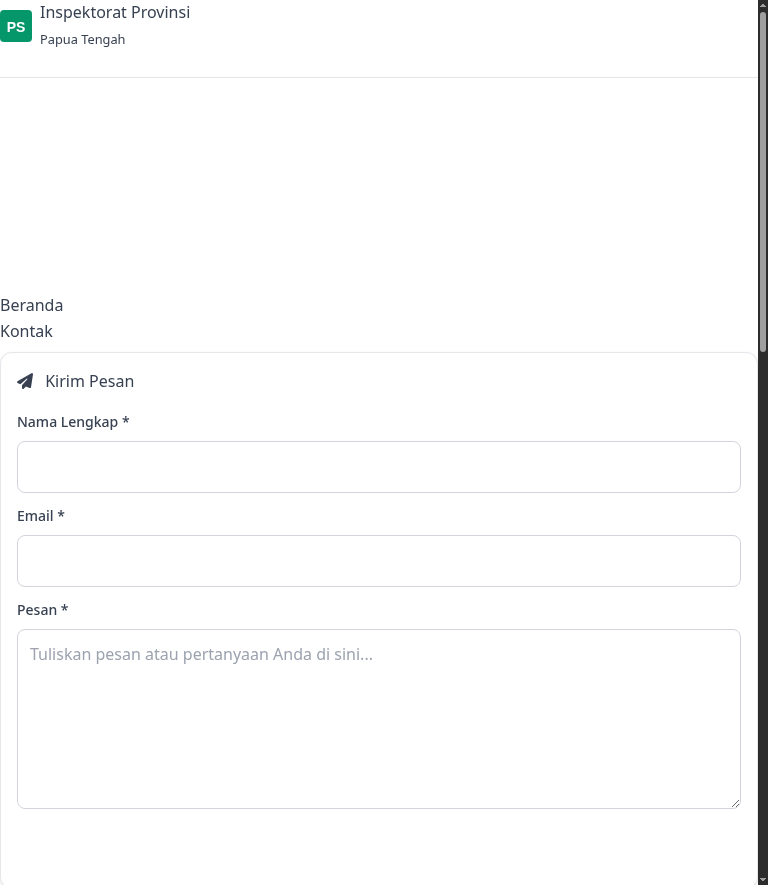 PS
Inspektorat Provinsi
Papua Tengah
Beranda
Kontak
Kirim Pesan
Nama Lengkap *
Email *
Pesan *
Tuliskan pesan atau pertanyaan Anda di sini...